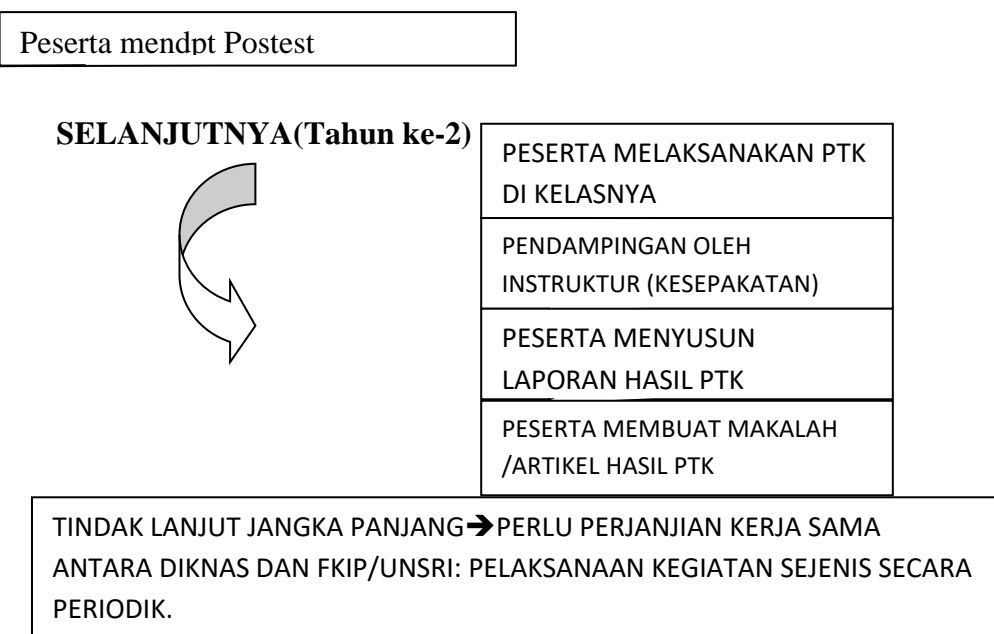 Peserta mendpt Postest
SELANJUTNYA(Tahun ke-2)
PESERTA MELAKSANAKAN PTK
DI KELASNYA
PENDAMPINGAN OLEH
INSTRUKTUR (KESEPAKATAN)
PESERTA MENYUSUN
LAPORAN HASIL PTK
PESERTA MEMBUAT MAKALAH
/ARTIKEL HASIL PTK
TINDAK LANJUT JANGKA PANJANG➔PERLU PERJANJIAN KERJA SAMA
ANTARA DIKNAS DAN FKIP/UNSRI: PELAKSANAAN KEGIATAN SEJENIS SECARA
PERIODIK.